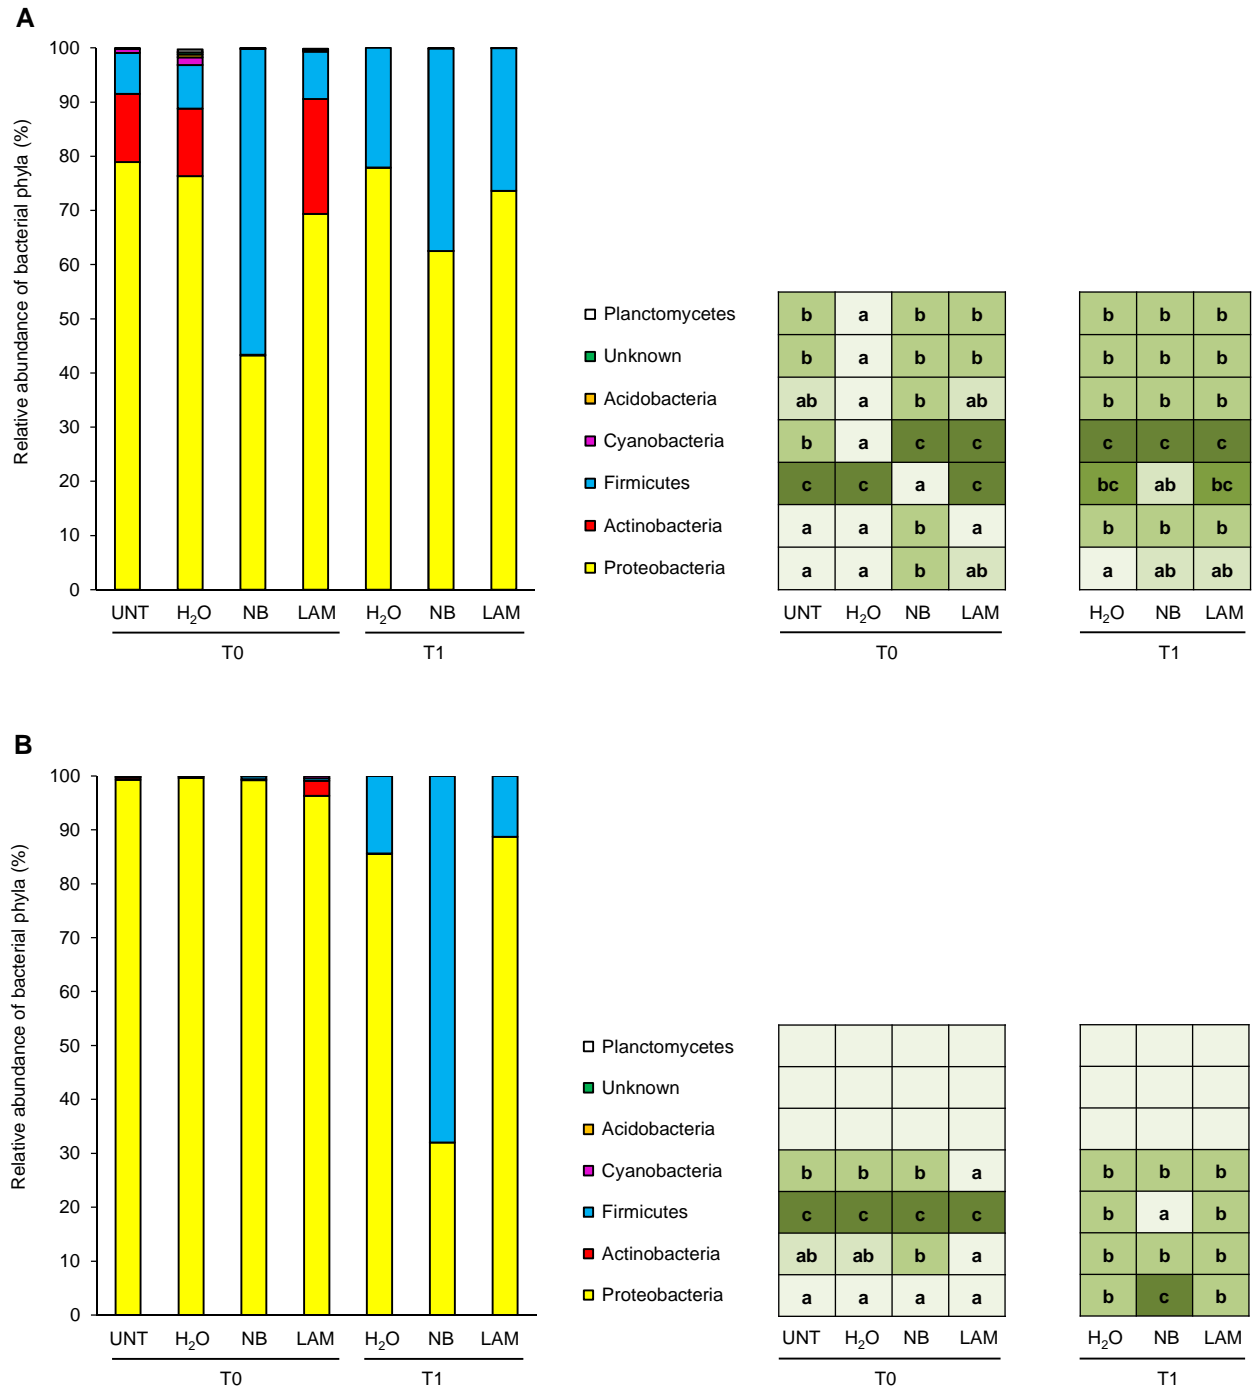 A
Relative abundance of bacterial phyla (%)
100
90
80
70
60
50
40
30
20
10
0
UNT H₂O NB LAM H₂O NB LAM
T0 T1
Planctomycetes b a b b b b b
Unknown b a b b b b b
Acidobacteria ab a b ab b b b
Cyanobacteria b a c c c c c
Firmicutes c c a c bc ab bc
Actinobacteria a a b a b b b
Proteobacteria a a b ab a ab ab
UNT H₂O NB LAM H₂O NB LAM
T0 T1
B
Relative abundance of bacterial phyla (%)
100
90
80
70
60
50
40
30
20
10
0
UNT H₂O NB LAM H₂O NB LAM
T0 T1
Planctomycetes
Unknown
Acidobacteria
Cyanobacteria b b b a b b b
Firmicutes c c c c b a b
Actinobacteria ab ab b a b b b
Proteobacteria a a a a b c b
UNT H₂O NB LAM H₂O NB LAM
T0 T1